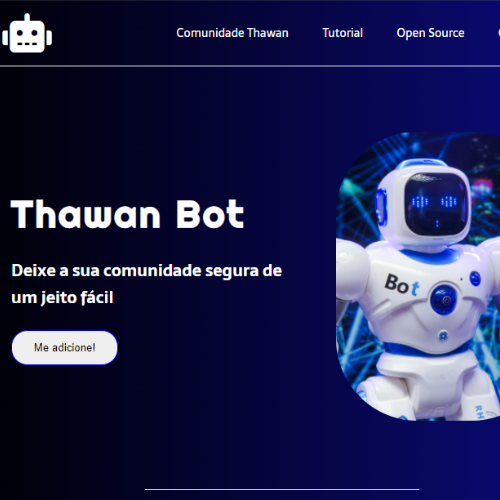 Comunidade Thawan Tutorial Open Source
Thawan Bot
Deixe a sua comunidade segura de
um jeito fácil
Me adicione!
Bot